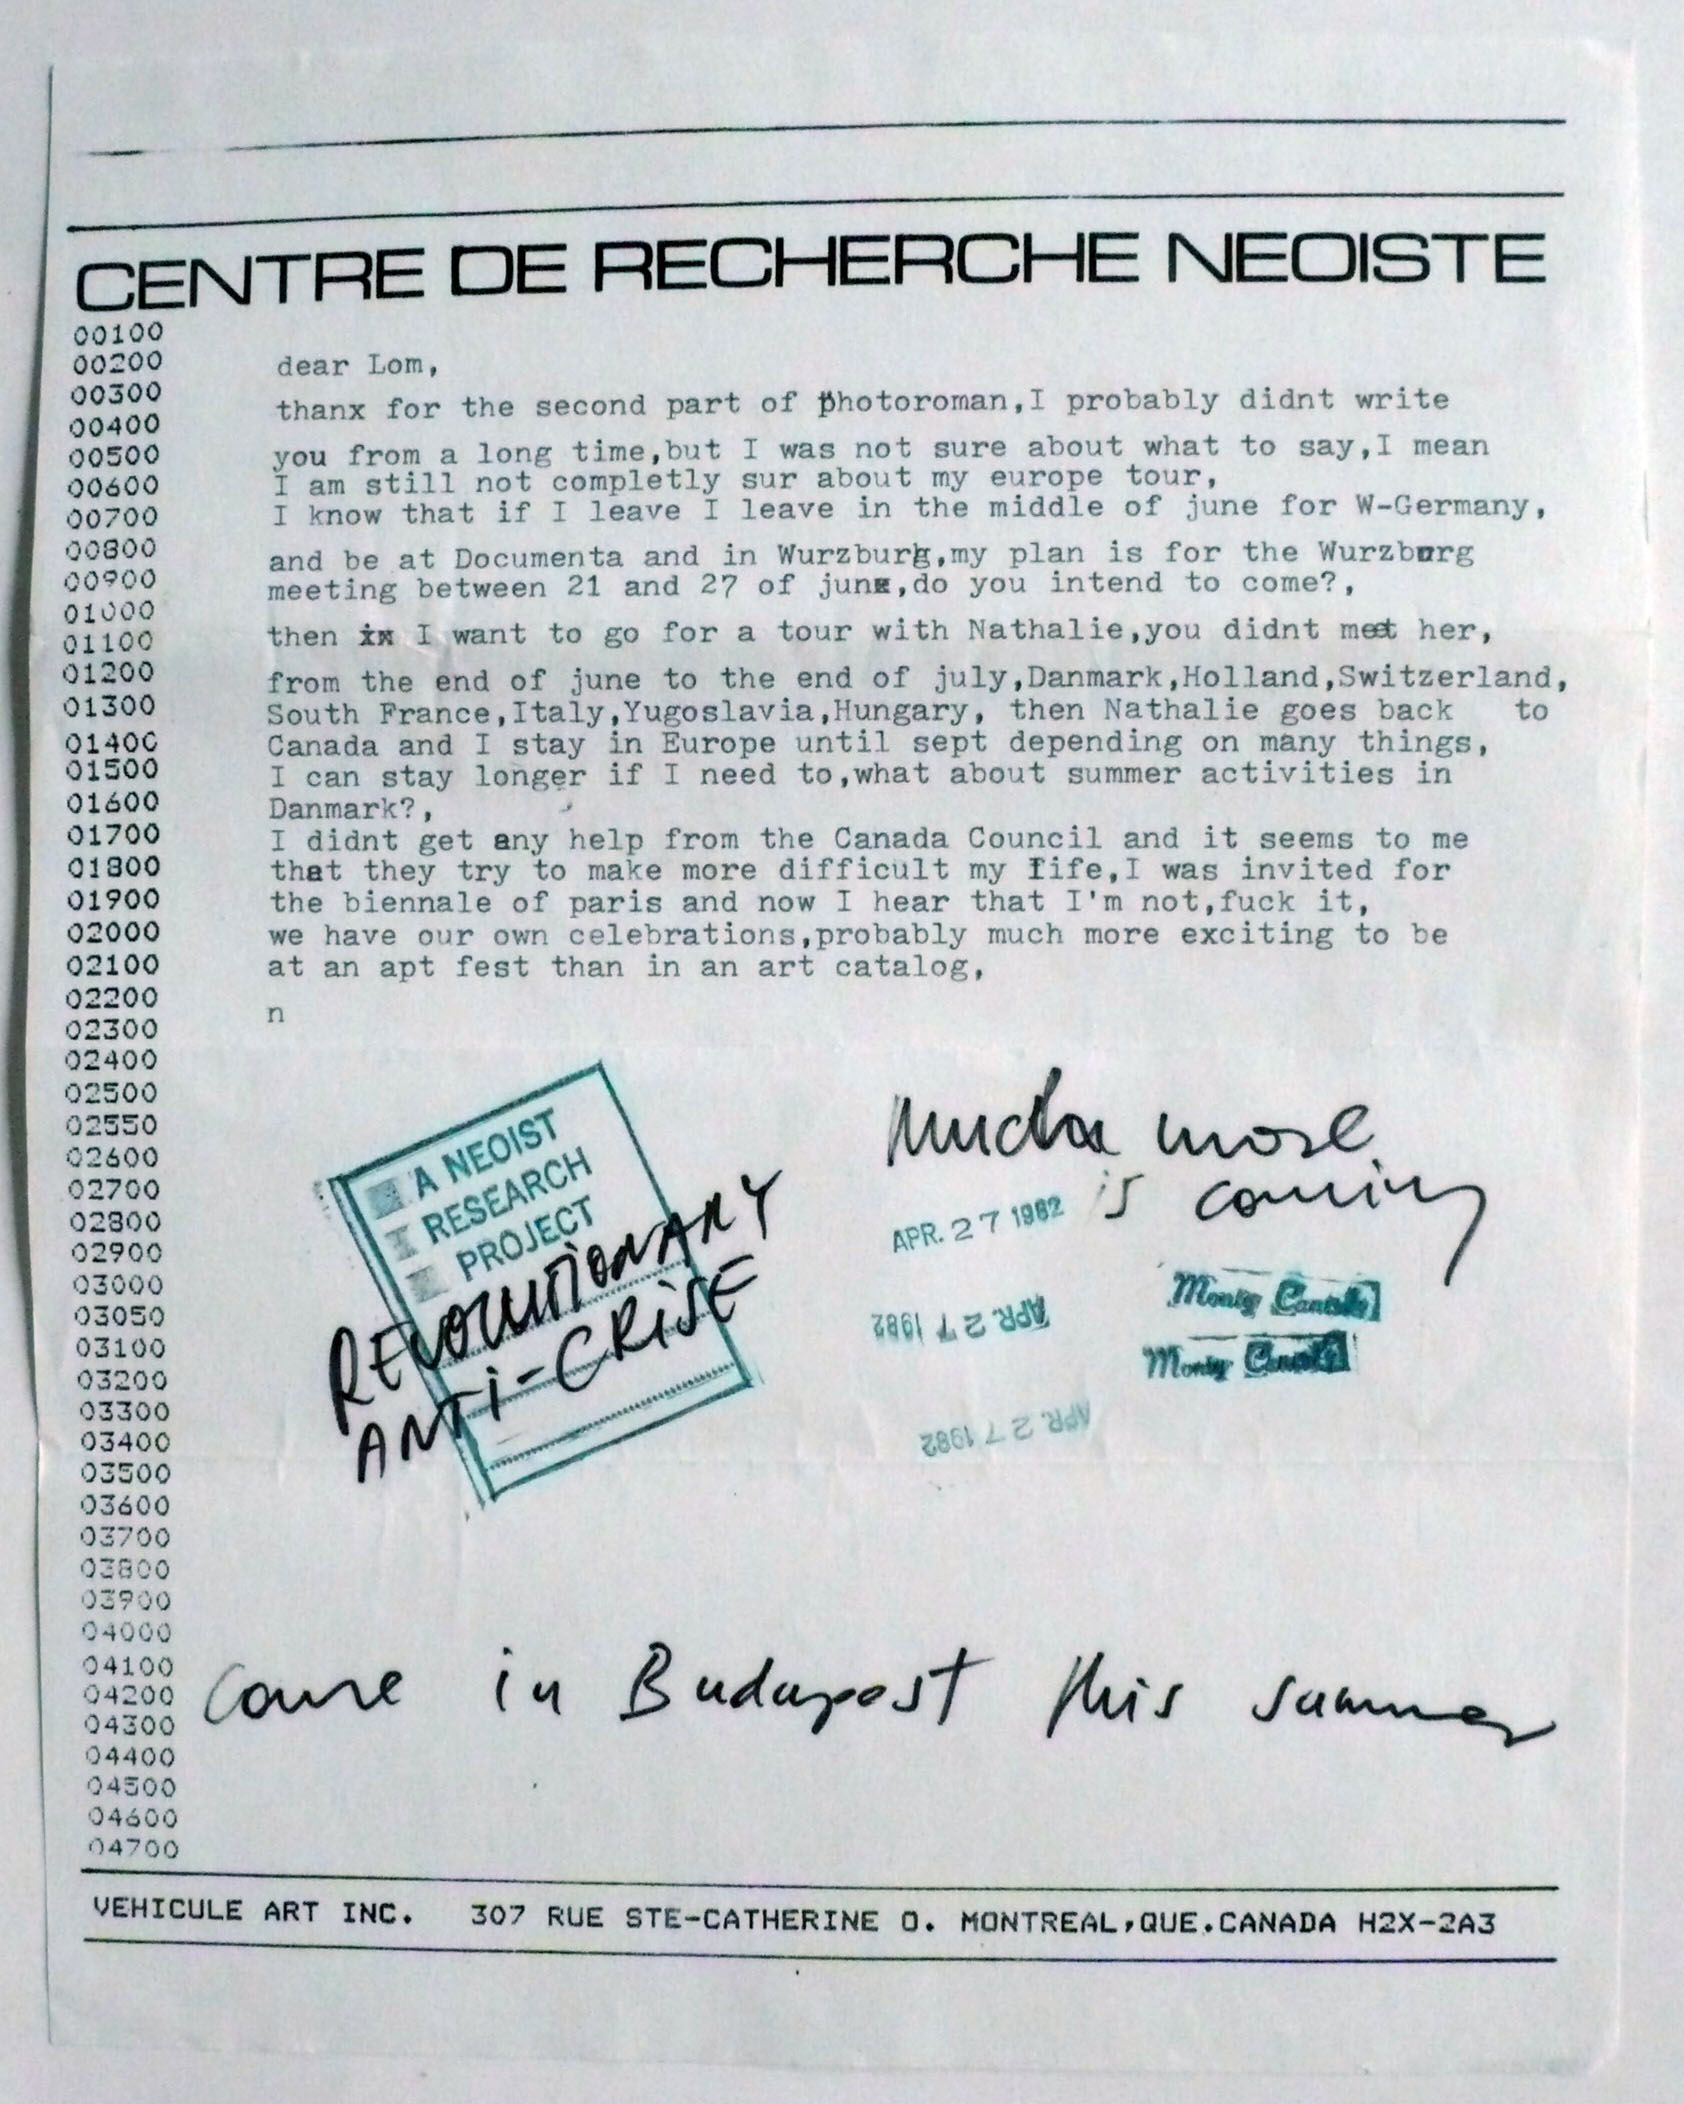 CENTRE DE RECHERCHE NEOISTE
00100
00200
00300
00400
00500
00600
00700
00800
00900
01000
01100
01200
01300
01400
01500
01600
01700
01800
01900
02000
02100
02200
02300
02400
02500
02550
02600
02700
02800
02900
03000
03050
03100
03200
03300
03400
03500
03600
03700
03800
03900
04000
04100
04200
04300
04400
04500
04600
04700
dear Lom,
thanx for the second part of photoroman,I probably didnt write
you from a long time,but I was not sure about what to say,I mean
I am still not completly sur about my europe tour,
I know that if I leave I leave in the middle of june for W-Germany,
and be at Documenta and in Wurzburg,my plan is for the Wurzburg
meeting between 21 and 27 of june,do you intend to come?,
then I want to go for a tour with Nathalie,you didnt meet her,
from the end of june to the end of july,Danmark,Holland,Switzerland,
South France,Italy,Yugoslavia,Hungary, then Nathalie goes back to
Canada and I stay in Europe until sept depending on many things,
I can stay longer if I need to,what about summer activities in
Danmark?,
I didnt get any help from the Canada Council and it seems to me
that they try to make more difficult my life,I was invited for
the biennale of paris and now I hear that I'm not,fuck it,
we have our own celebrations,probably much more exciting to be
at an apt fest than in an art catalog,
n
A NEOIST
RESEARCH
PROJECT
REVOLUTIONARY
ANTI-CRISE
much more
is coming
APR. 27 1982
APR. 27 1982
APR. 27 1982
Monty Cantsin
Monty Cantsin
Come in Budapest this summer
VEHICULE ART INC. 307 RUE STE-CATHERINE O. MONTREAL,QUE.CANADA H2X-2A3